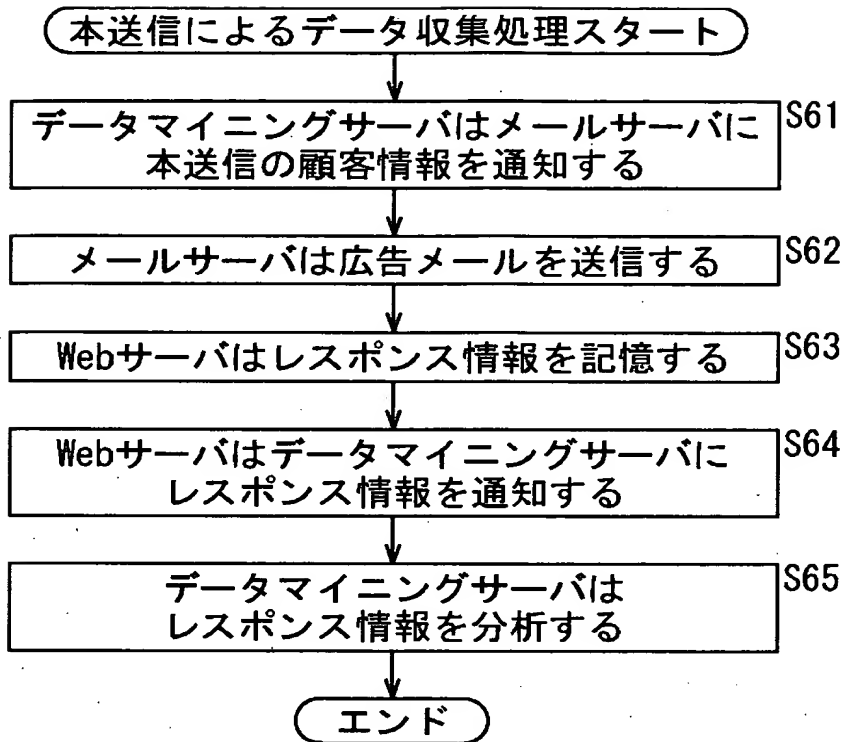 本送信によるデータ収集処理スタート
データマイニングサーバはメールサーバに
本送信の顧客情報を通知する
S61
メールサーバは広告メールを送信する
S62
Webサーバはレスポンス情報を記憶する
S63
Webサーバはデータマイニングサーバに
レスポンス情報を通知する
S64
データマイニングサーバは
レスポンス情報を分析する
S65
エンド